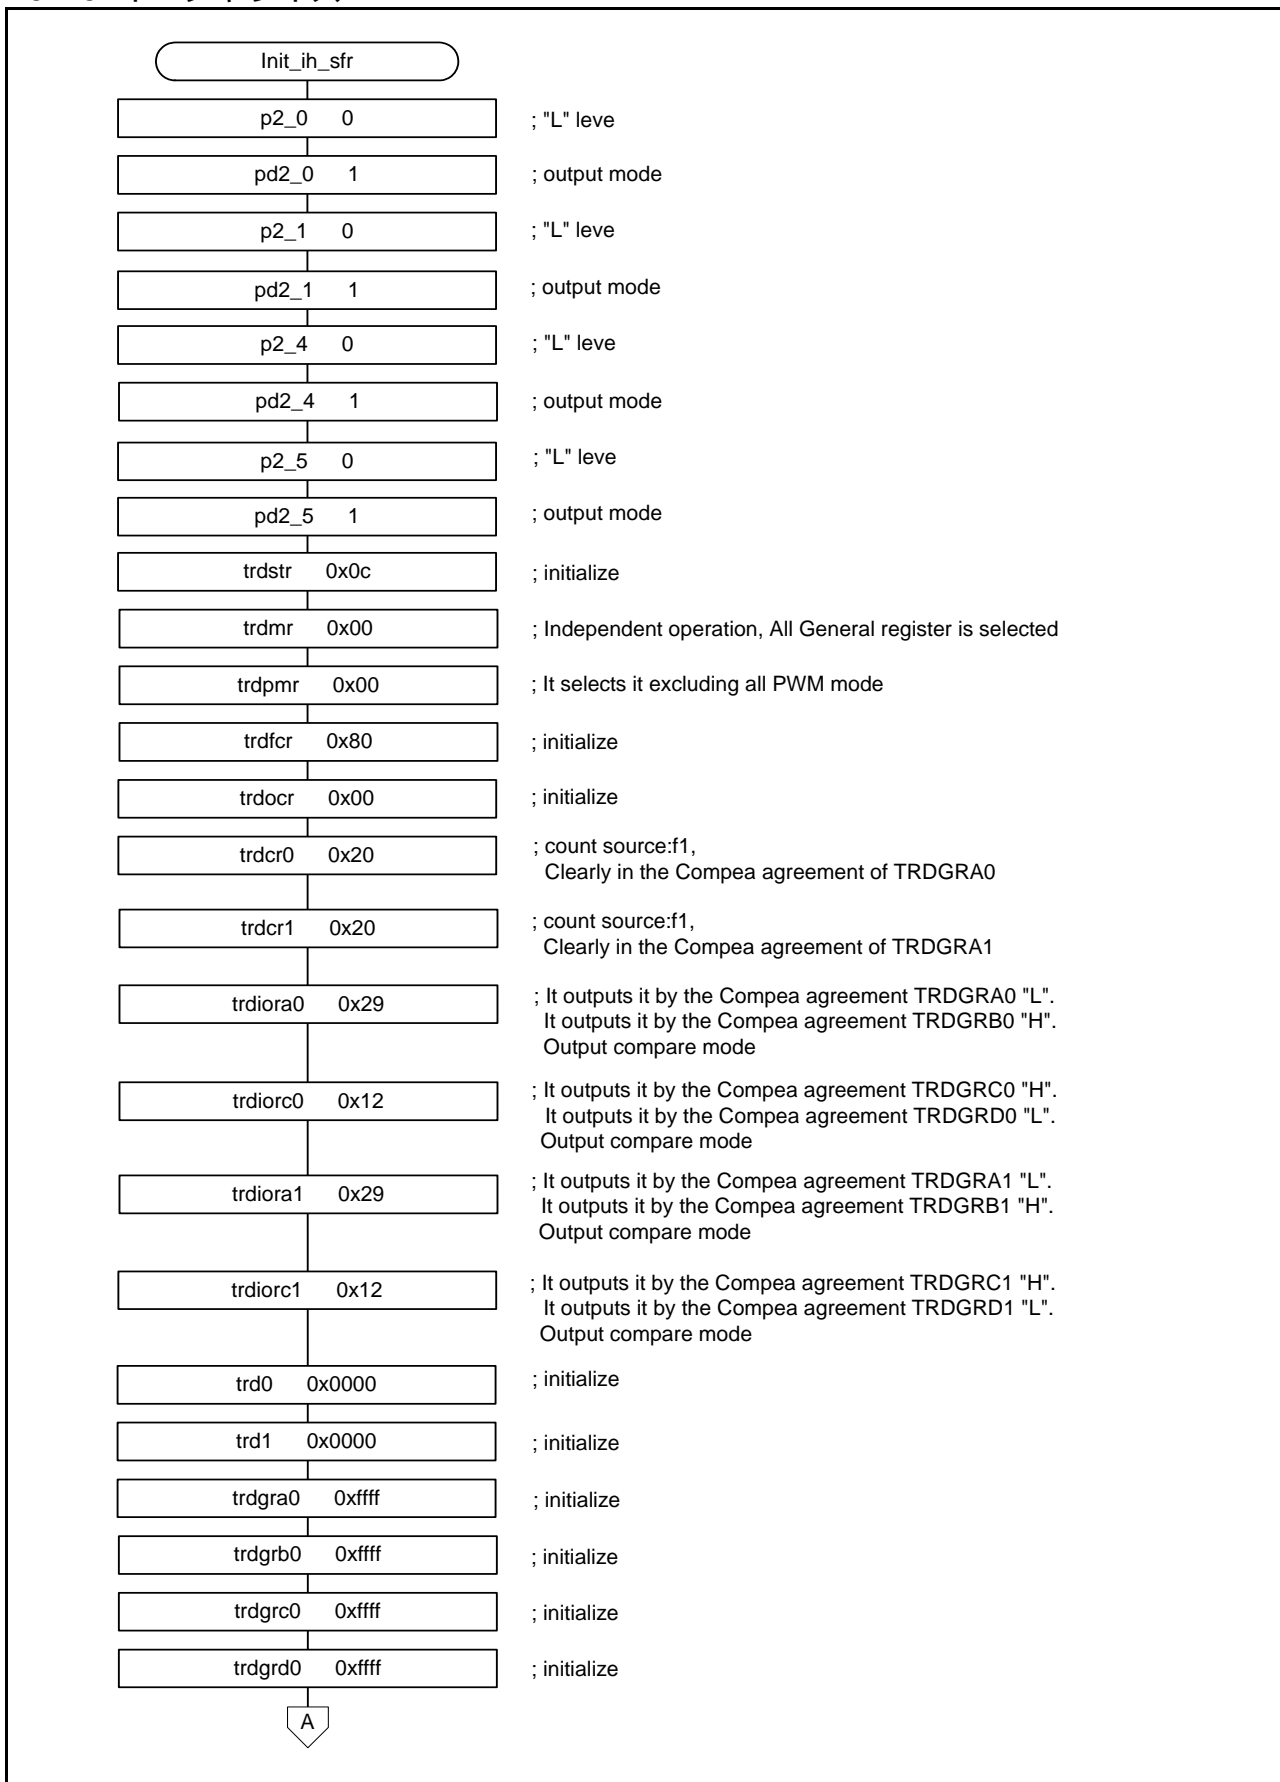 Init_ih_sfr
p2_0 0 ; "L" leve
pd2_0 1 ; output mode
p2_1 0 ; "L" leve
pd2_1 1 ; output mode
p2_4 0 ; "L" leve
pd2_4 1 ; output mode
p2_5 0 ; "L" leve
pd2_5 1 ; output mode
trdstr 0x0c ; initialize
trdmr 0x00 ; Independent operation, All General register is selected
trdpmr 0x00 ; It selects it excluding all PWM mode
trdfcr 0x80 ; initialize
trdocr 0x00 ; initialize
trdcr0 0x20 ; count source:f1,
Clearly in the Compea agreement of TRDGRA0
trdcr1 0x20 ; count source:f1,
Clearly in the Compea agreement of TRDGRA1
trdiora0 0x29 ; It outputs it by the Compea agreement TRDGRA0 "L".
It outputs it by the Compea agreement TRDGRB0 "H".
Output compare mode
trdiorc0 0x12 ; It outputs it by the Compea agreement TRDGRC0 "H".
It outputs it by the Compea agreement TRDGRD0 "L".
Output compare mode
trdiora1 0x29 ; It outputs it by the Compea agreement TRDGRA1 "L".
It outputs it by the Compea agreement TRDGRB1 "H".
Output compare mode
trdiorc1 0x12 ; It outputs it by the Compea agreement TRDGRC1 "H".
It outputs it by the Compea agreement TRDGRD1 "L".
Output compare mode
trd0 0x0000 ; initialize
trd1 0x0000 ; initialize
trdgra0 0xffff ; initialize
trdgrb0 0xffff ; initialize
trdgrc0 0xffff ; initialize
trdgrd0 0xffff ; initialize
A